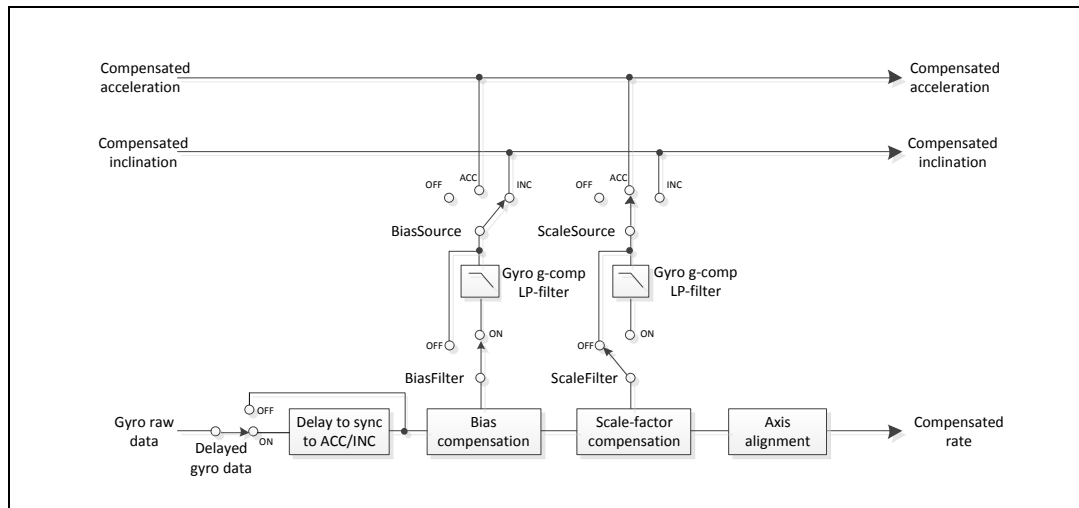 Compensated
acceleration
Compensated
acceleration
Compensated
inclination
Compensated
inclination
OFF
ACC
INC
OFF
ACC
INC
BiasSource
ScaleSource
Gyro g-comp
LP-filter
Gyro g-comp
LP-filter
OFF
ON
OFF
ON
BiasFilter
ScaleFilter
OFF
Gyro raw
data
ON
Delayed
gyro data
Delay to sync
to ACC/INC
Bias
compensation
Scale-factor
compensation
Axis
alignment
Compensated
rate